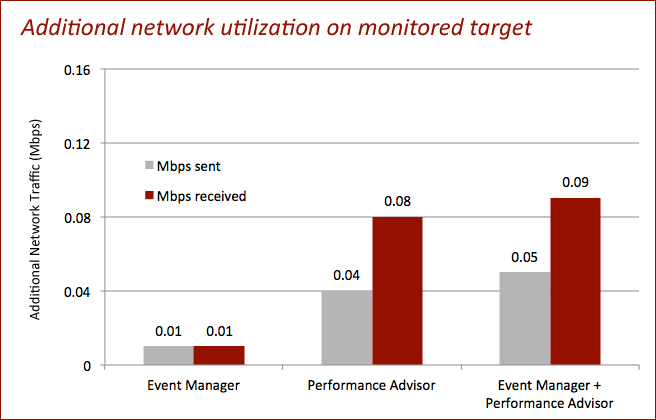 Additional network utilization on monitored target
Additional Network Traffic (Mbps)
0.16
0.12
0.08
0.04
0
Mbps sent
Mbps received
0.01
0.01
0.04
0.08
0.05
0.09
Event Manager
Performance Advisor
Event Manager +
Performance Advisor